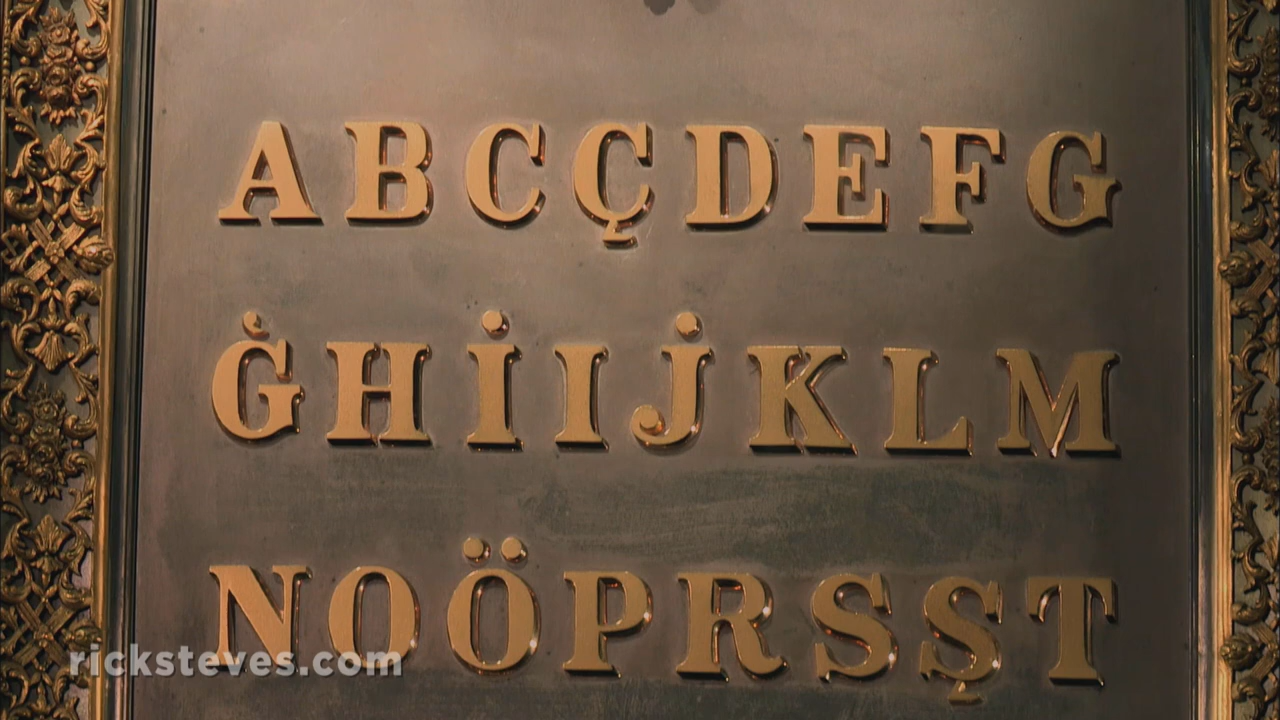 A B C Ç D E F G
Ġ H İ I J̇ K L M
N O Ö P R S Ş T
ricksteves.com